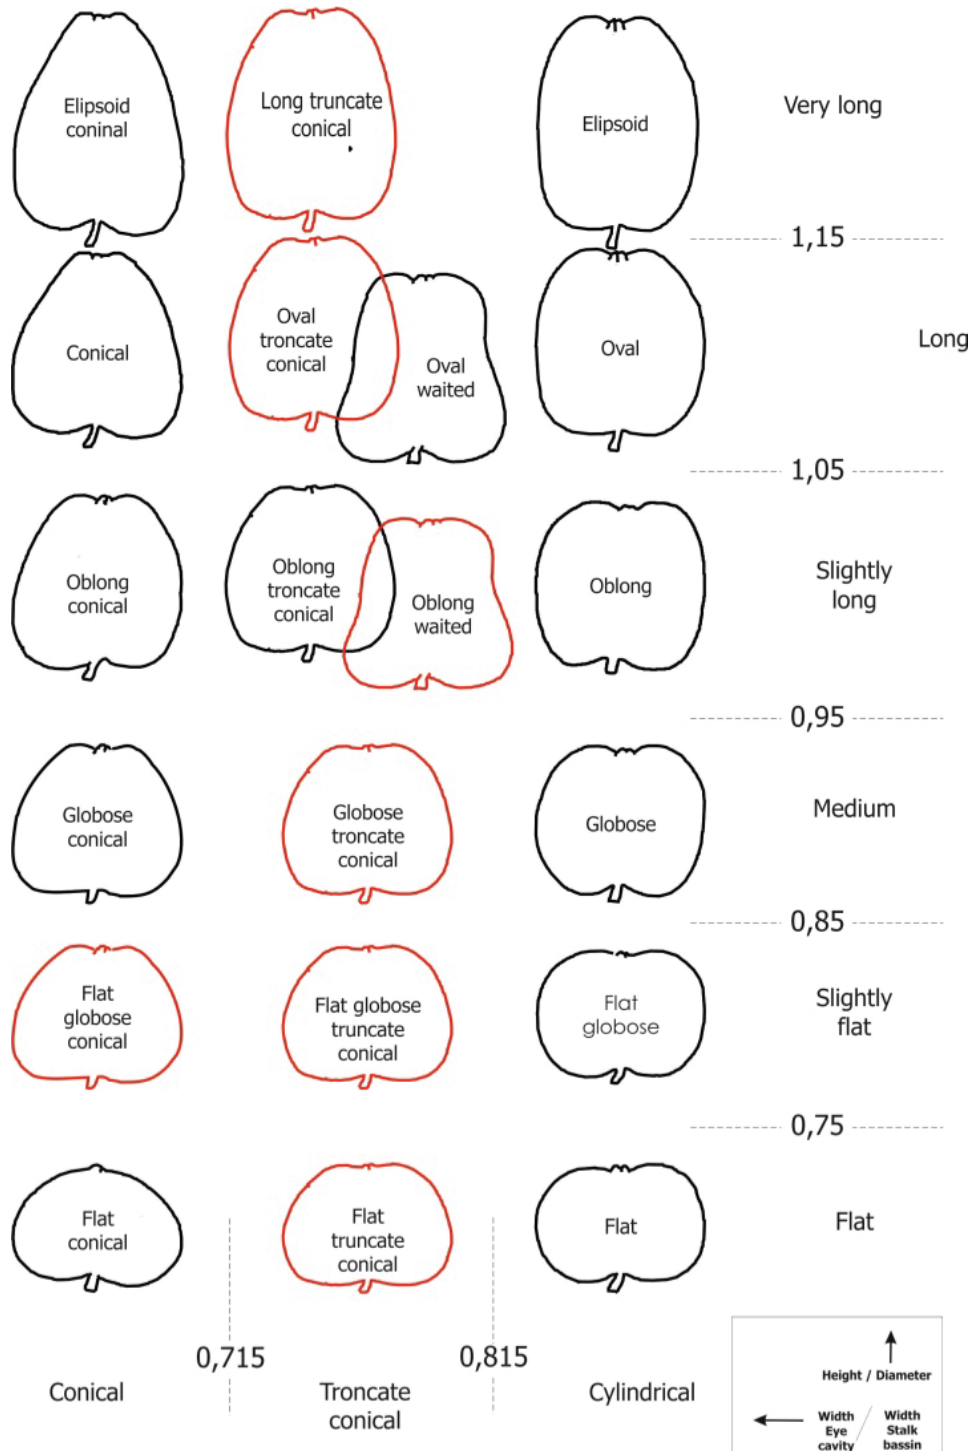 Elipsoid
coninal
Long truncate
conical
Elipsoid
Very long
1,15
Conical
Oval
troncate
conical
Oval
waited
Oval
Long
1,05
Oblong
conical
Oblong
troncate
conical
Oblong
waited
Oblong
Slightly
long
0,95
Globose
conical
Globose
troncate
conical
Globose
Medium
0,85
Flat
globose
conical
Flat globose
truncate
conical
Flat
globose
Slightly
flat
0,75
Flat
conical
Flat
truncate
conical
Flat
Flat
0,715
0,815
Conical
Troncate
conical
Cylindrical
Height / Diameter
Width
Eye
cavity
/
Width
Stalk
bassin